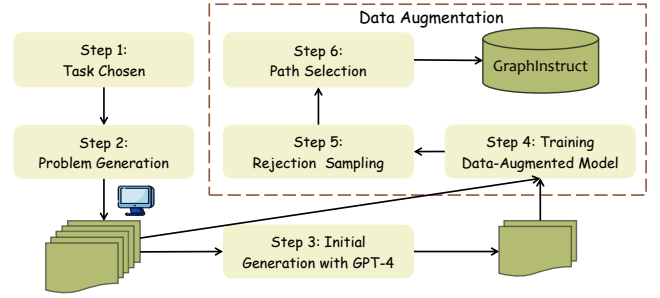 Data Augmentation
Step 1:
Task Chosen
Step 2:
Problem Generation
Step 3: Initial
Generation with GPT-4
Step 4: Training
Data-Augmented Model
Step 5:
Rejection Sampling
Step 6:
Path Selection
GraphInstruct